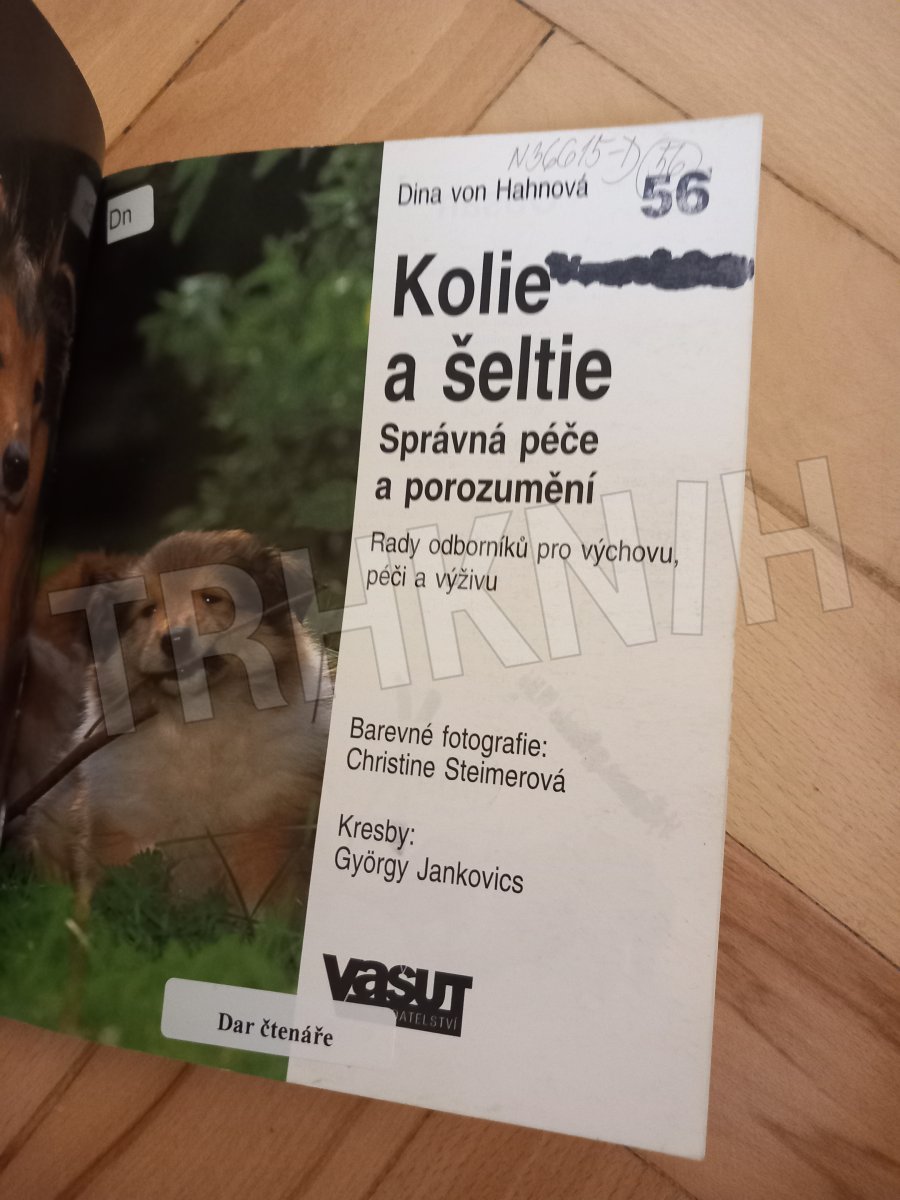 Dn
N36615-D
56
Dina von Hahnová
Kolie
a šeltie
Správná péče
a porozumění
Rady odborníků pro výchovu,
péči a výživu
TRHKNIH
Barevné fotografie:
Christine Steimerová
Kresby:
György Jankovics
VAŠUT
Dar čtenáře